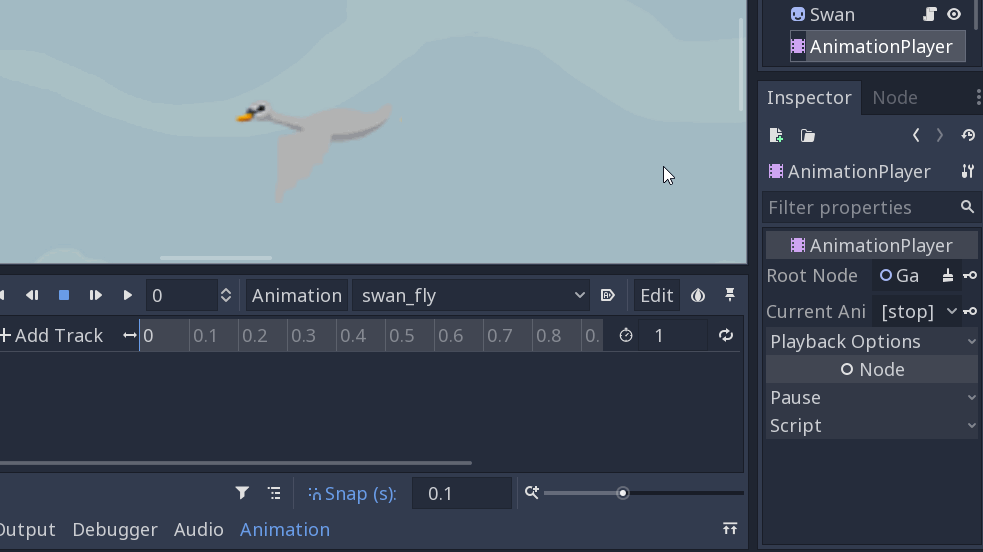 Swan
AnimationPlayer
Inspector Node
AnimationPlayer
Filter properties
AnimationPlayer
Root Node Ga
Current Ani [stop]
Playback Options
Node
Pause
Script
0 Animation swan_fly Edit
Add Track 0 0.1 0.2 0.3 0.4 0.5 0.6 0.7 0.8 0. 1
Snap (s): 0.1
Output Debugger Audio Animation